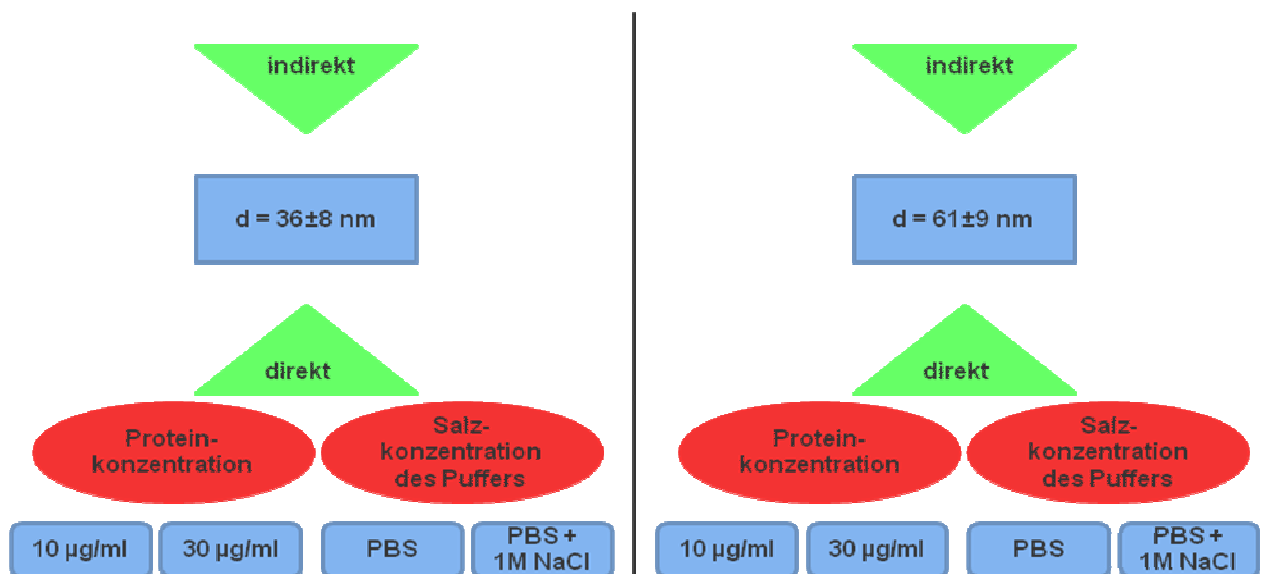 indirekt
d = 36±8 nm
direkt
Protein-
konzentration
Salz-
konzentration
des Puffers
10 µg/ml
30 µg/ml
PBS
PBS +
1M NaCl
indirekt
d = 61±9 nm
direkt
Protein-
konzentration
Salz-
konzentration
des Puffers
10 µg/ml
30 µg/ml
PBS
PBS +
1M NaCl